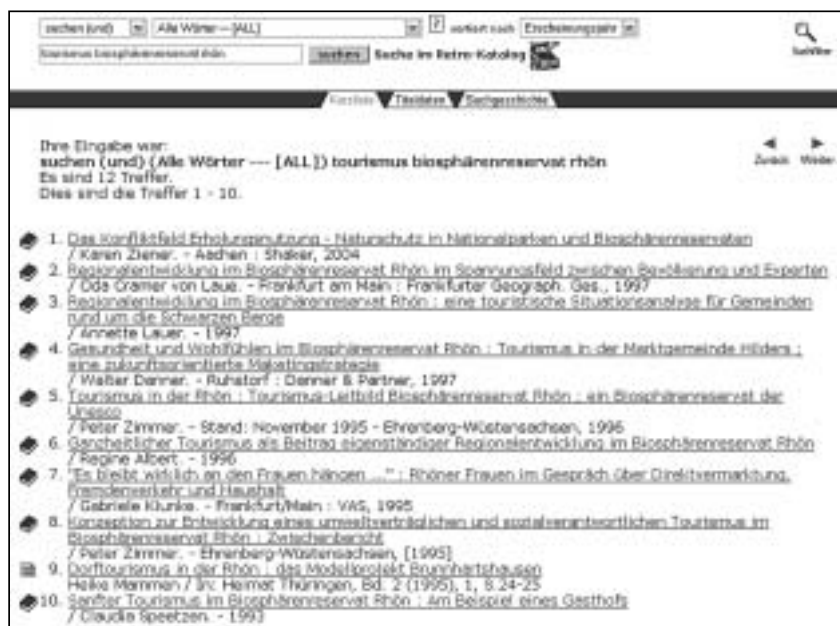 suchen (und) Alle Wörter --- [ALL] ? sortiert nach Erscheinungsjahr
tourismus biosphärenreservat rhön suchen Suche im Retro-Katalog
Kurzliste Titeldaten Suchgeschichte
Ihre Eingabe war:
suchen (und) (Alle Wörter --- [ALL]) tourismus biosphärenreservat rhön
Zurück Weiter
Es sind 12 Treffer.
Dies sind die Treffer 1 - 10.
1. Das Konfliktfeld Erholungsnutzung - Naturschutz in Nationalparken und Biosphärenreservaten
/ Karen Ziener. - Aachen : Shaker, 2004
2. Regionalentwicklung im Biosphärenreservat Rhön im Spannungsfeld zwischen Bevölkerung und Experten
/ Oda Cramer von Laue. - Frankfurt am Main : Frankfurter Geograph. Ges., 1997
3. Regionalentwicklung im Biosphärenreservat Rhön : eine touristische Situationsanalyse für Gemeinden
rund um die Schwarzen Berge
/ Annette Lauer. - 1997
4. Gesundheit und Wohlfühlen im Biosphärenreservat Rhön : Tourismus in der Marktgemeinde Hilders ;
eine zukunftsorientierte Maketingstrategie
/ Walter Danner. - Ruhstorf : Danner & Partner, 1997
5. Tourismus in der Rhön : Tourismus-Leitbild Biosphärenreservat Rhön ; ein Biosphärenreservat der
Unesco
/ Peter Zimmer. - Stand: November 1995 - Ehrenberg-Wüstensachsen, 1996
6. Ganzheitlicher Tourismus als Beitrag eigenständiger Regionalentwicklung im Biosphärenreservat Rhön
/ Regine Albert. - 1996
7. "Es bleibt wirklich an den Frauen hängen ..." : Rhöner Frauen im Gespräch über Direktvermarktung,
Fremdenverkehr und Haushalt
/ Gabriele Klunke. - Frankfurt/Main : VAS, 1995
8. Konzeption zur Entwicklung eines umweltverträglichen und sozialverantwortlichen Tourismus im
Biosphärenreservat Rhön : Zwischenbericht
/ Peter Zimmer. - Ehrenberg-Wüstensachsen, [1995]
9. Dorftourismus in der Rhön : das Modellprojekt Brunnhartshausen
Heike Mammen / In: Heimat Thüringen, Bd. 2 (1995), 1, S.24-25
10. Sanfter Tourismus im Biosphärenreservat Rhön : Am Beispiel eines Gasthofs
/ Claudia Speetzen. - 1993